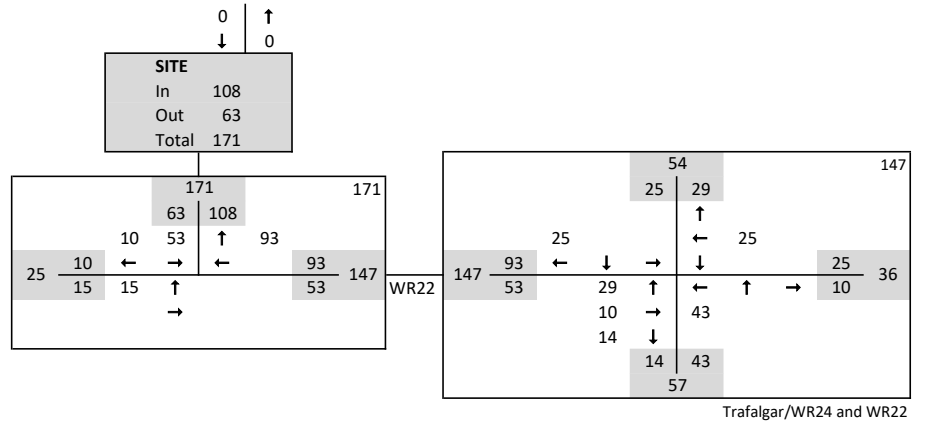 0
0
SITE
In 108
Out 63
Total 171
171 171
63 108
10 53 93
25 10 93 147
15 15 53
WR22
54 147
25 29
25 25
147 93 25 36
53 29 10
10 43
14
14 43
57
Trafalgar/WR24 and WR22